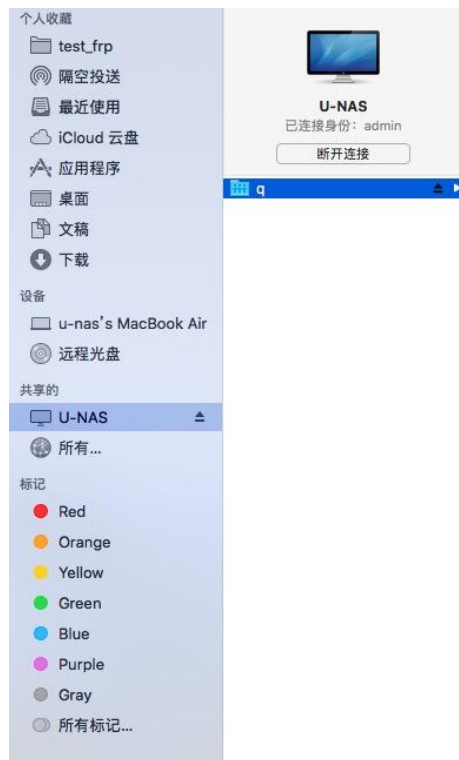 个人收藏
test_frp
隔空投送
最近使用
iCloud 云盘
应用程序
桌面
文稿
下载
设备
u-nas's MacBook Air
远程光盘
共享的
U-NAS
所有...
标记
Red
Orange
Yellow
Green
Blue
Purple
Gray
所有标记...
U-NAS
已连接身份：admin
断开连接
q